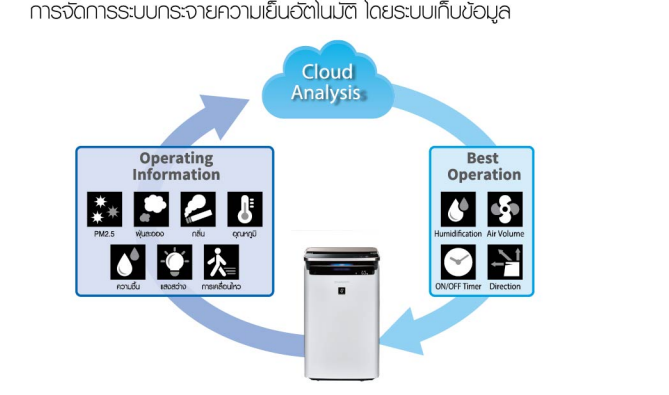 การจัดการระบบกระจายความเย็นอัตโนมัติ โดยระบบเก็บข้อมูล
Cloud
Analysis
Operating
Information
PM2.5 ฝุ่นละออง กลิ่น อุณหภูมิ
ความชื้น แสงสว่าง การเคลื่อนไหว
Best
Operation
Humidification Air Volume
ON/OFF Timer Direction